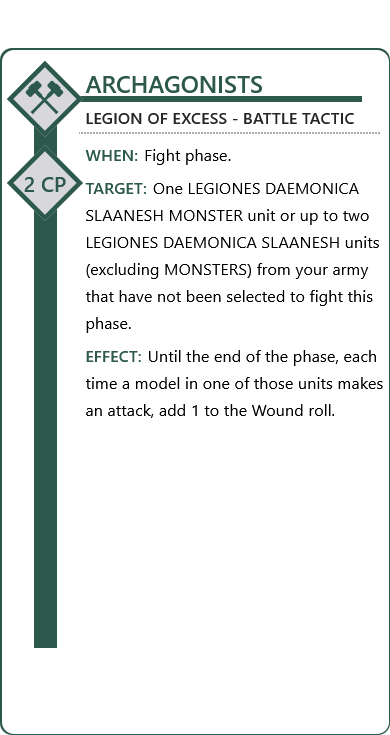 ARCHAGONISTS
LEGION OF EXCESS - BATTLE TACTIC
WHEN: Fight phase.
2 CP
TARGET: One LEGIONES DAEMONICA
SLAANESH MONSTER unit or up to two
LEGIONES DAEMONICA SLAANESH units
(excluding MONSTERS) from your army
that have not been selected to fight this
phase.
EFFECT: Until the end of the phase, each
time a model in one of those units makes
an attack, add 1 to the Wound roll.